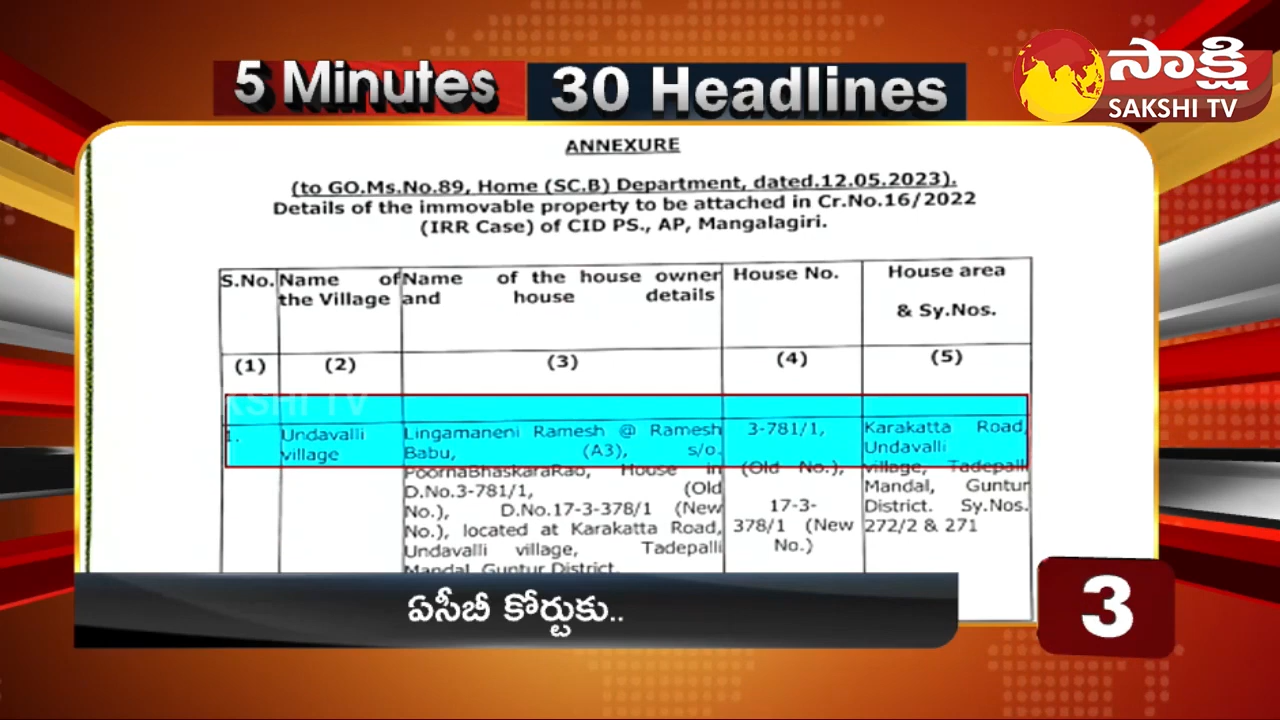 5 Minutes 30 Headlines
సాక్షి
SAKSHI TV
ANNEXURE
(to GO.Ms.No.89, Home (SC.B) Department, dated.12.05.2023).
Details of the immovable property to be attached in Cr.No.16/2022
(IRR Case) of CID PS., AP, Mangalagiri.
S.No.
Name of
the Village
Name of the house owner
and house details
House No.
House area
& Sy.Nos.
(1) (2) (3) (4) (5)
KSHI TV
1.
Undavalli
village
Lingamaneni Ramesh @ Ramesh
Babu, (A3), s/o.
PoornaBhaskaraRao, House in
D.No.3-781/1, (Old
No.), D.No.17-3-378/1 (New
No.), located at Karakatta Road,
Undavalli village, Tadepalli
Mandal, Guntur District.
3-781/1,
(Old No.),
17-3-
378/1 (New
No.)
Karakatta Road,
Undavalli
village, Tadepalli
Mandal, Guntur
District. Sy.Nos.
272/2 & 271
ఏసీబీ కోర్టుకు..
3